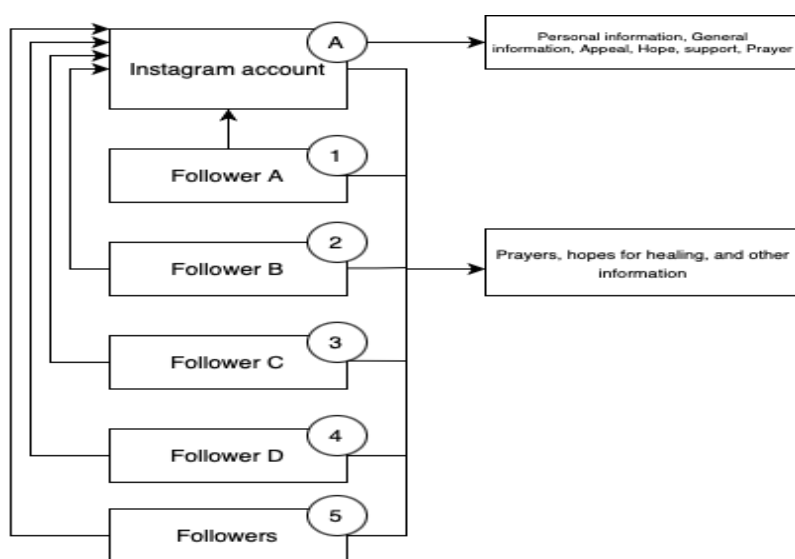 A
Instagram account
Personal information, General
information, Appeal, Hope, support, Prayer
1
Follower A
2
Follower B
Prayers, hopes for healing, and other
information
3
Follower C
4
Follower D
5
Followers